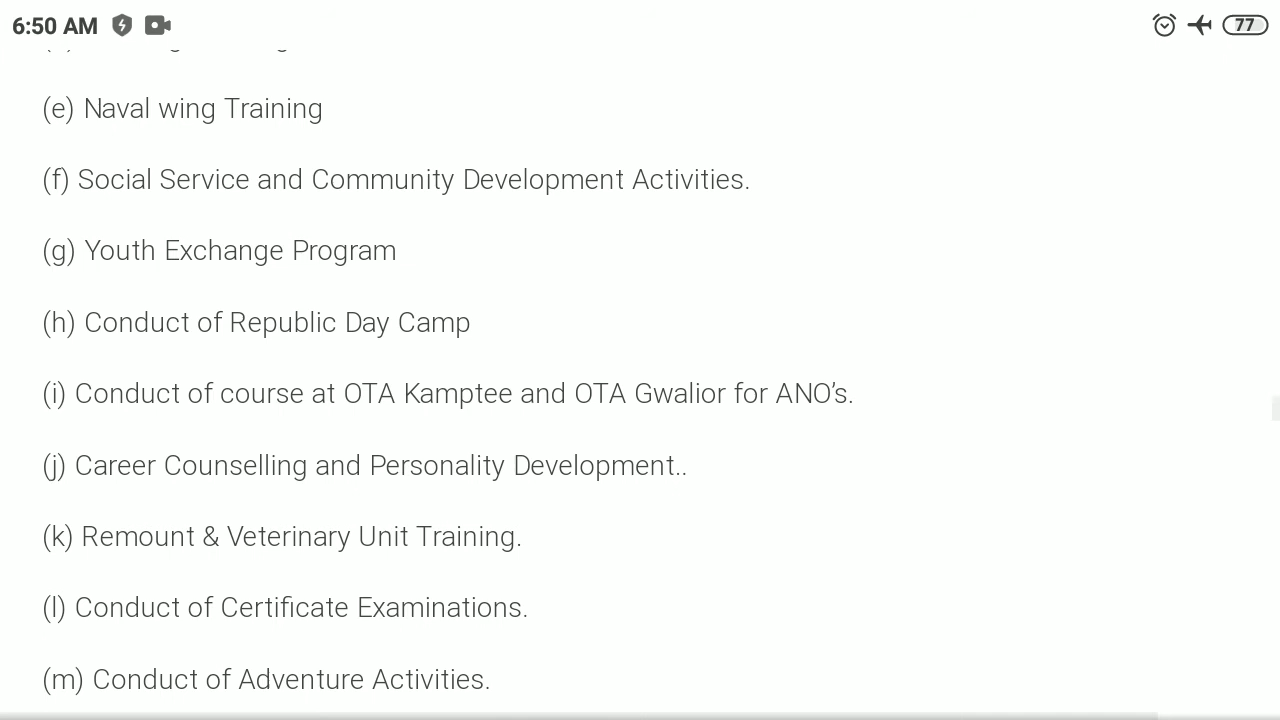 6:50 AM
77
(e) Naval wing Training
(f) Social Service and Community Development Activities.
(g) Youth Exchange Program
(h) Conduct of Republic Day Camp
(i) Conduct of course at OTA Kamptee and OTA Gwalior for ANO’s.
(j) Career Counselling and Personality Development..
(k) Remount & Veterinary Unit Training.
(l) Conduct of Certificate Examinations.
(m) Conduct of Adventure Activities.